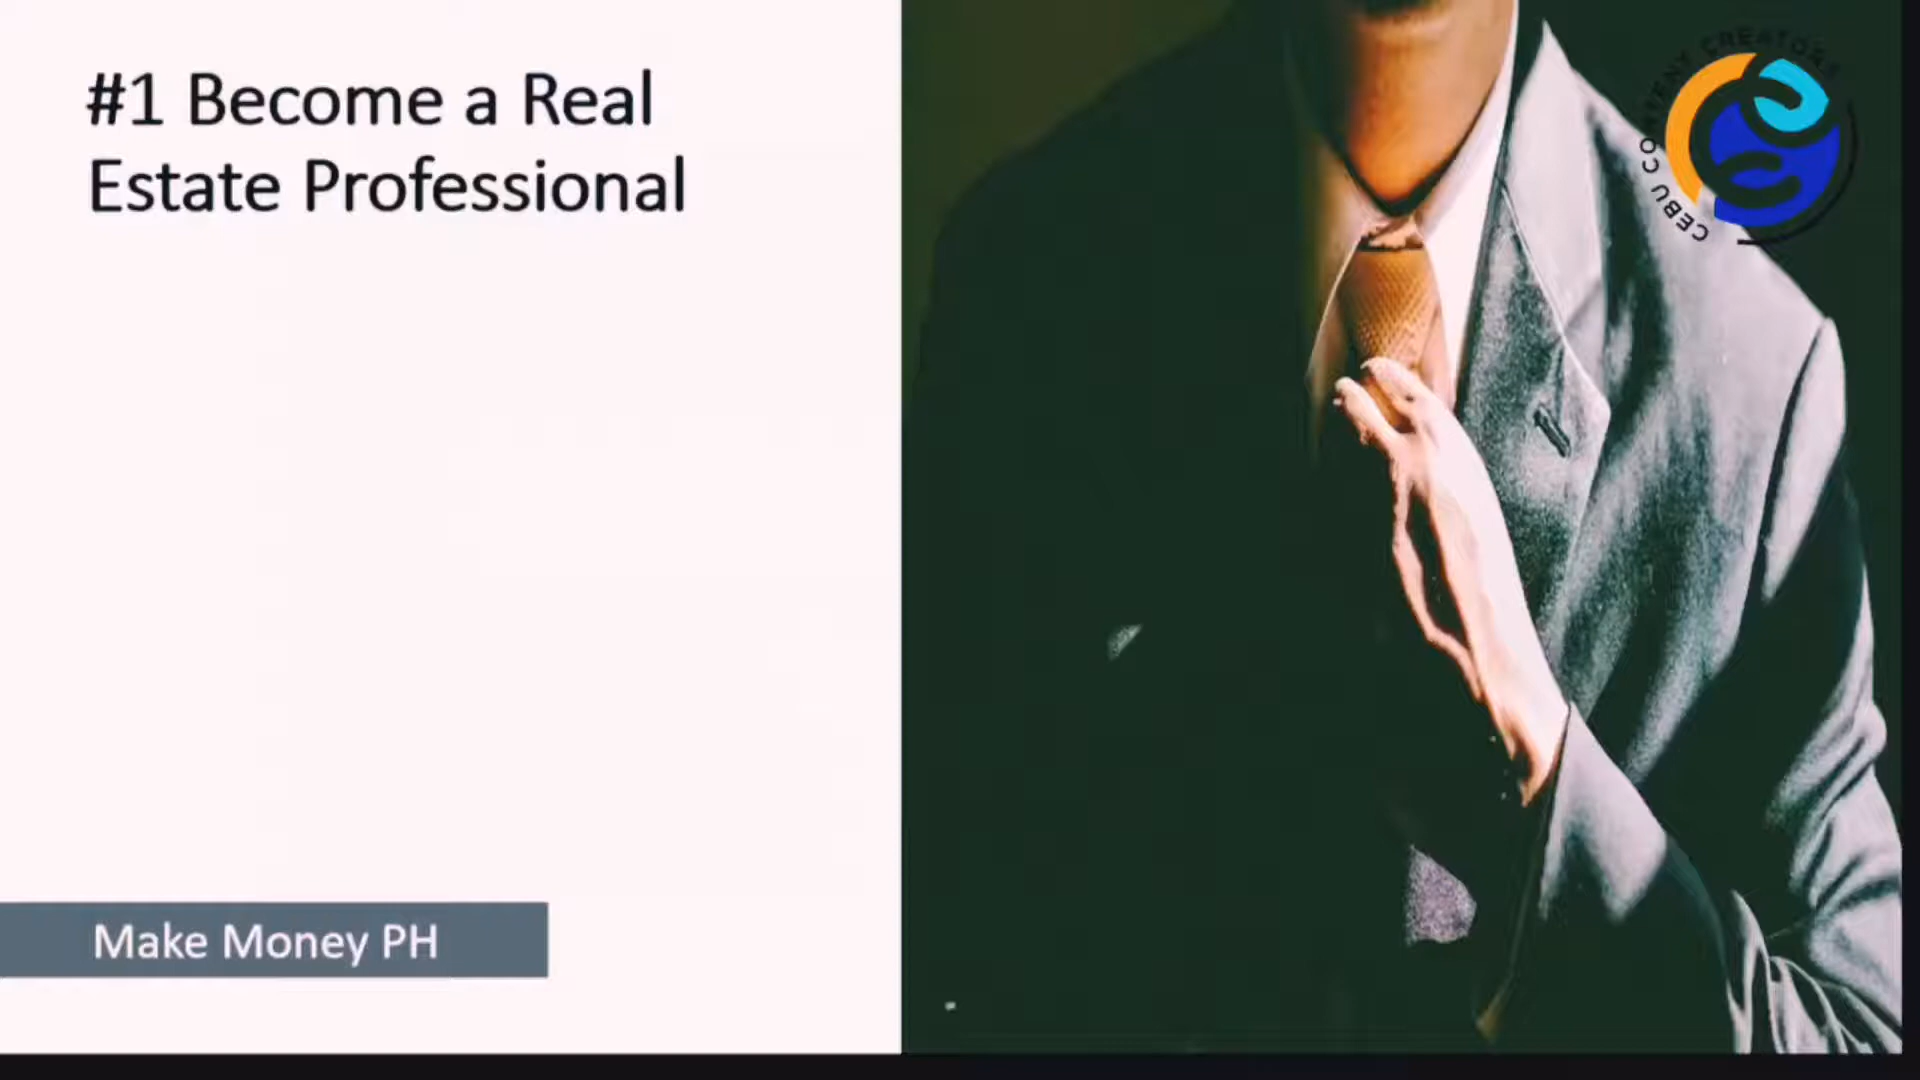 #1 Become a Real
Estate Professional
CEBU CONTENT CREATORS
Make Money PH